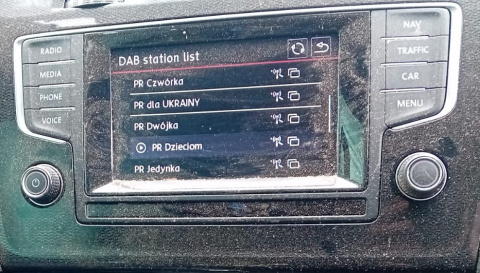 NAV
RADIO
DAB station list
TRAFFIC
MEDIA
PR Czwórka
CAR
PHONE
PR dla UKRAINY
MENU
VOICE
PR Dwójka
PR Dzieciom
PR Jedynka